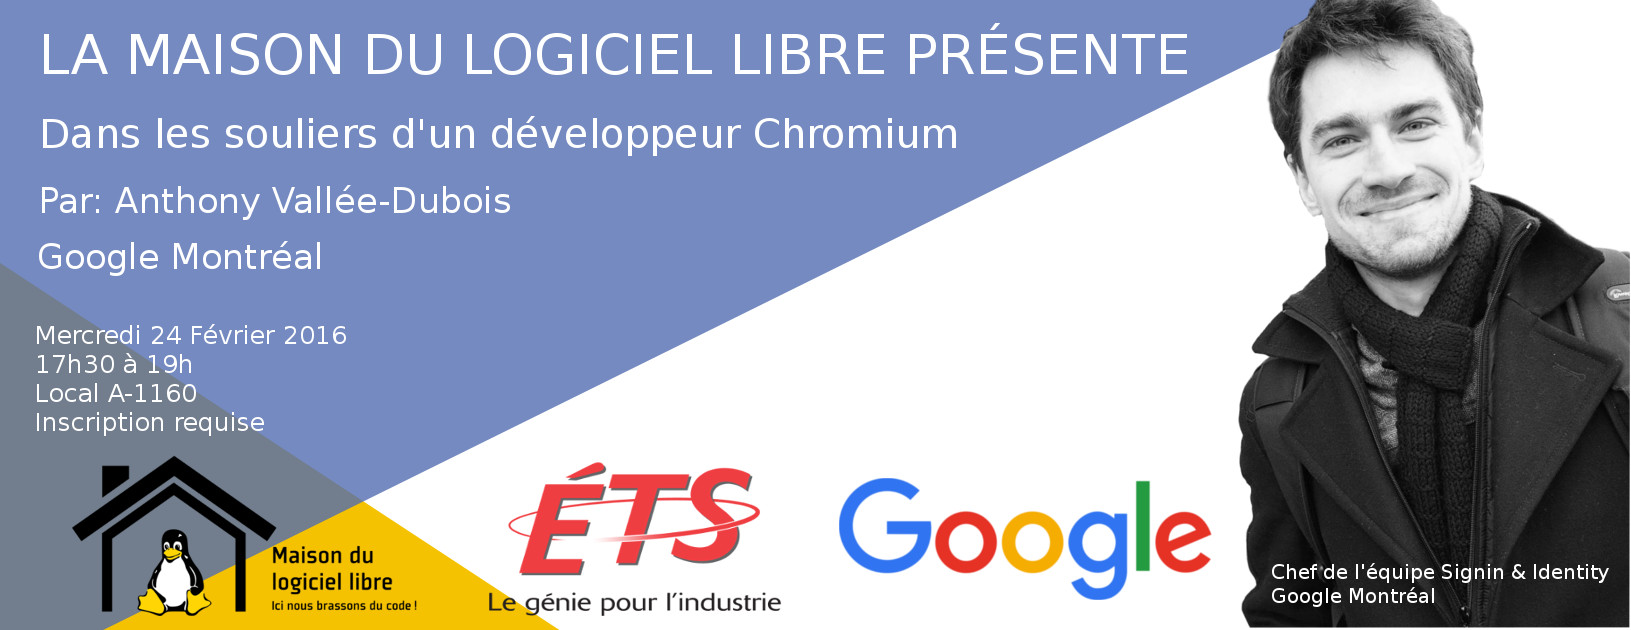 LA MAISON DU LOGICIEL LIBRE PRÉSENTE
Dans les souliers d'un développeur Chromium
Par: Anthony Vallée-Dubois
Google Montréal
Mercredi 24 Février 2016
17h30 à 19h
Local A-1160
Inscription requise
Maison du
logiciel libre
Ici nous brassons du code !
ÉTS
Le génie pour l'industrie
Google
Chef de l'équipe Signin & Identity
Google Montréal